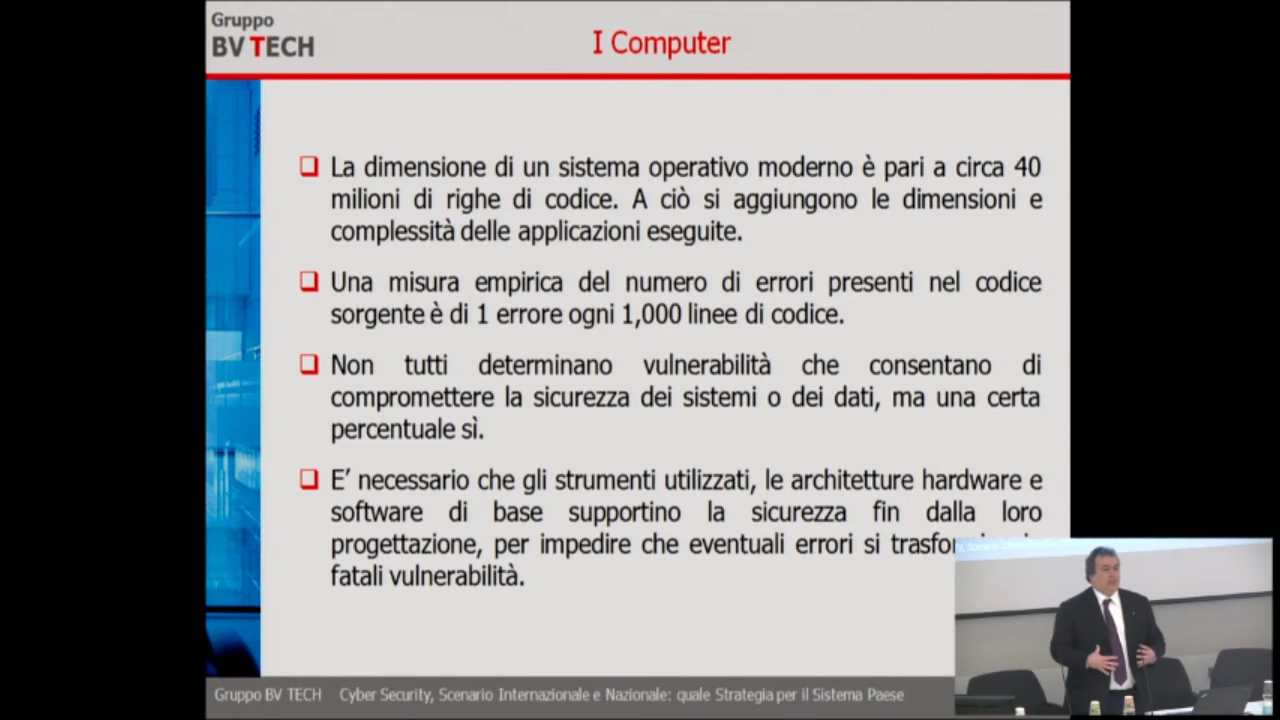 Gruppo
BV TECH
I Computer
La dimensione di un sistema operativo moderno è pari a circa 40
milioni di righe di codice. A ciò si aggiungono le dimensioni e
complessità delle applicazioni eseguite.
Una misura empirica del numero di errori presenti nel codice
sorgente è di 1 errore ogni 1,000 linee di codice.
Non tutti determinano vulnerabilità che consentano di
compromettere la sicurezza dei sistemi o dei dati, ma una certa
percentuale sì.
E’ necessario che gli strumenti utilizzati, le architetture hardware e
software di base supportino la sicurezza fin dalla loro
progettazione, per impedire che eventuali errori si
fatali vulnerabilità.
Gruppo BV TECH Cyber Security, Scenario Internazionale e Nazionale: quale Strategia per il Sistema Paese